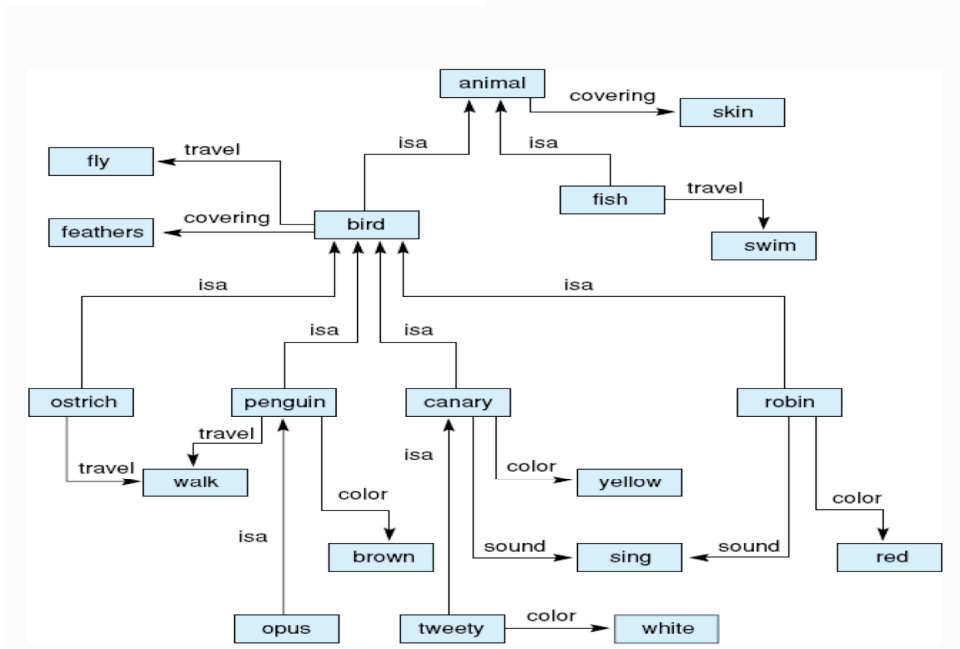 animal
covering
skin
isa
isa
travel
fly
fish
travel
covering
bird
feathers
swim
isa
isa
isa
isa
ostrich
penguin
canary
robin
travel
isa
travel
walk
color
yellow
color
color
isa
sound
sound
brown
sing
red
color
opus
tweety
white